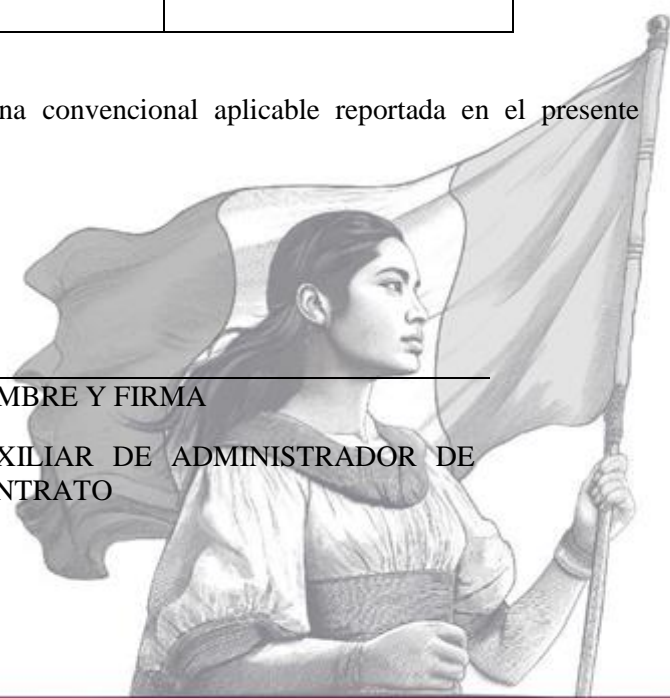 na convencional aplicable reportada en el presente
MBRE Y FIRMA
XILIAR DE ADMINISTRADOR DE
NTRATO